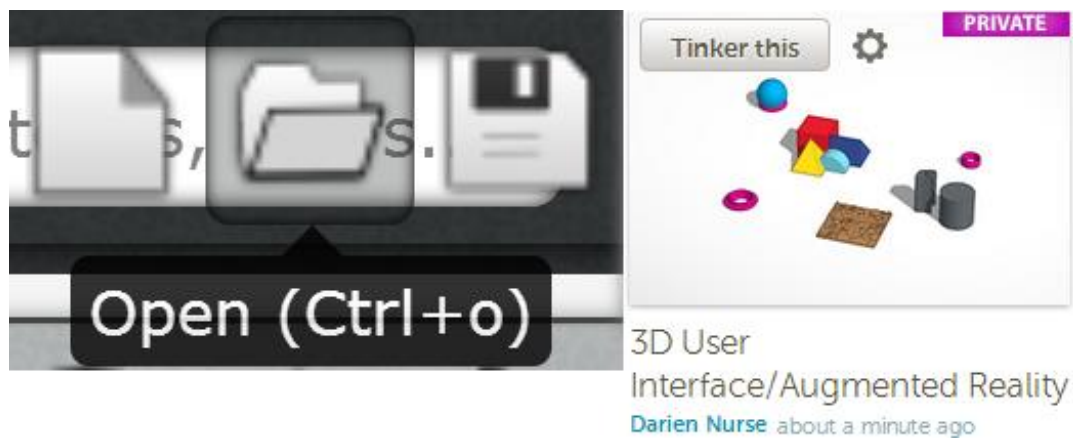 Open (Ctrl+o)
Tinker this
PRIVATE
3D User
Interface/Augmented Reality
Darien Nurse about a minute ago